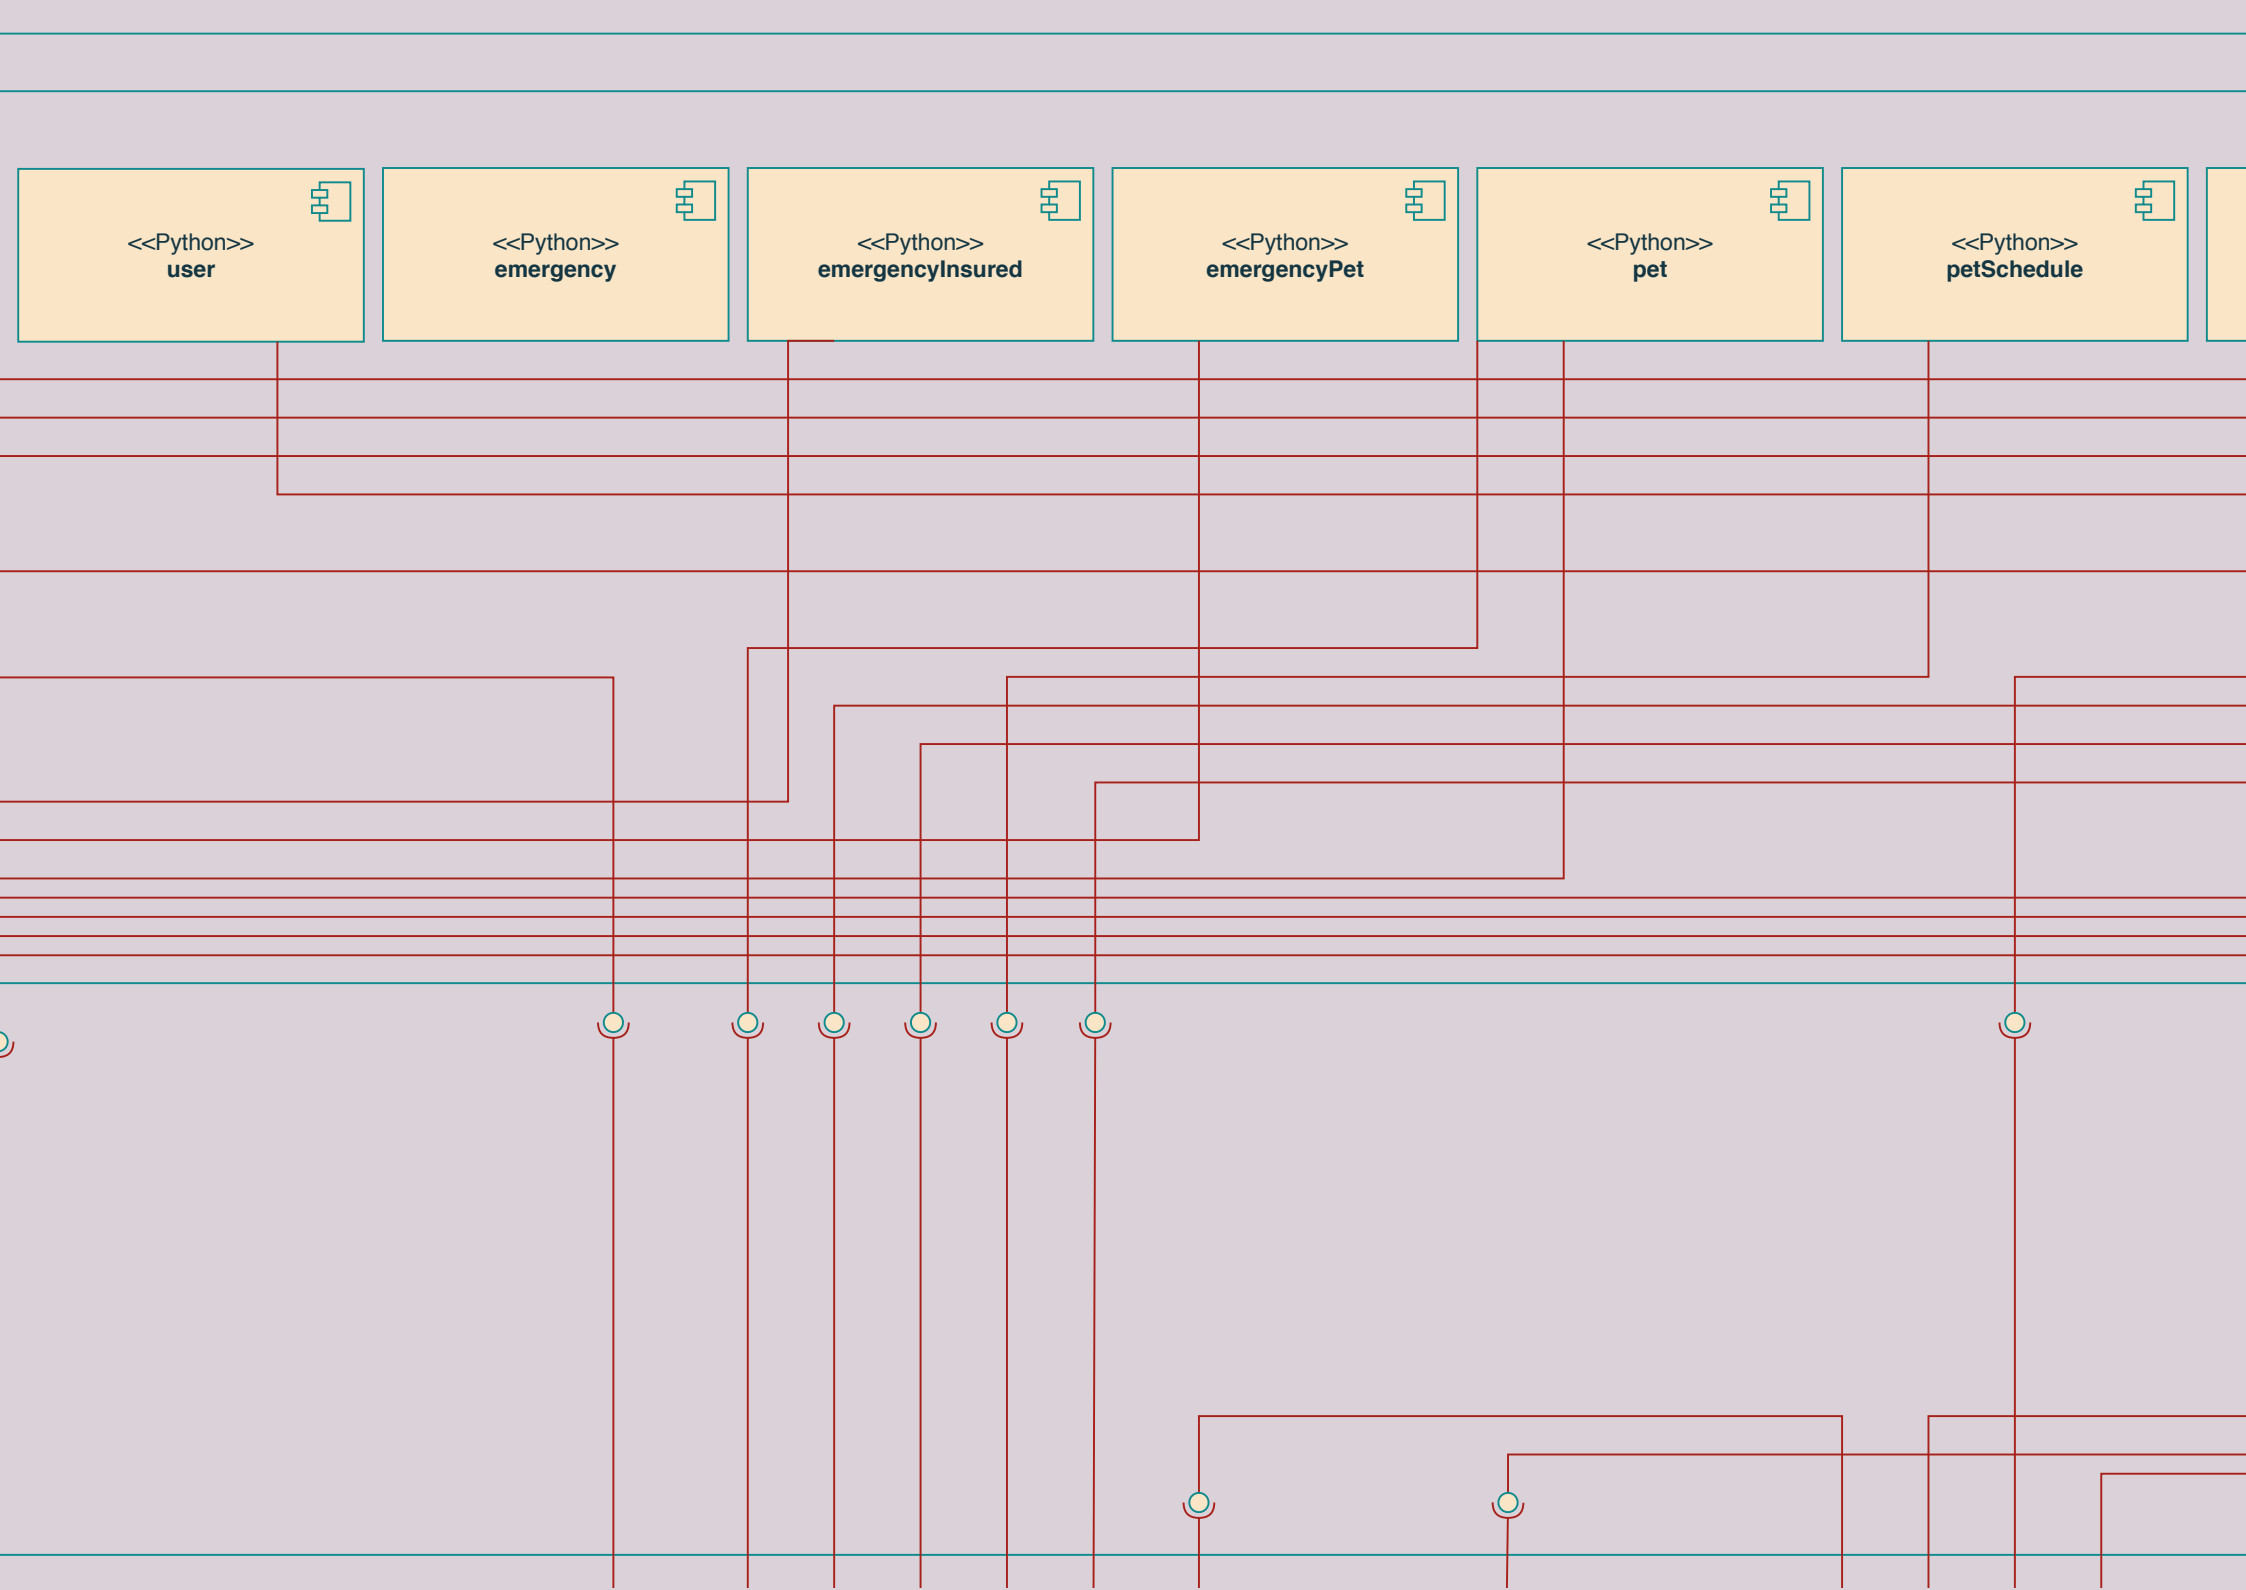 <<Python>>
user
<<Python>>
emergency
<<Python>>
emergencyInsured
<<Python>>
emergencyPet
<<Python>>
pet
<<Python>>
petSchedule